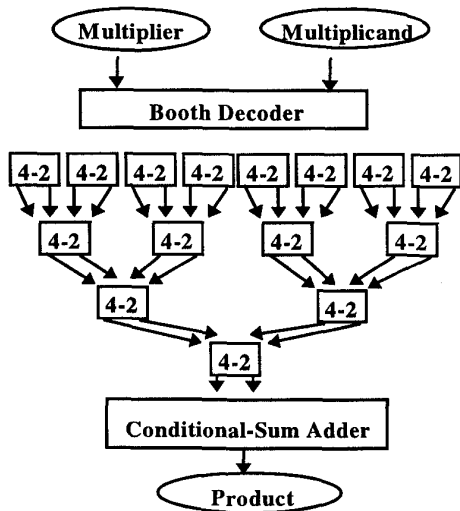 Multiplier Multiplicand
Booth Decoder
4-2 4-2 4-2 4-2 4-2 4-2 4-2 4-2
4-2 4-2 4-2 4-2
4-2 4-2
4-2
Conditional-Sum Adder
Product